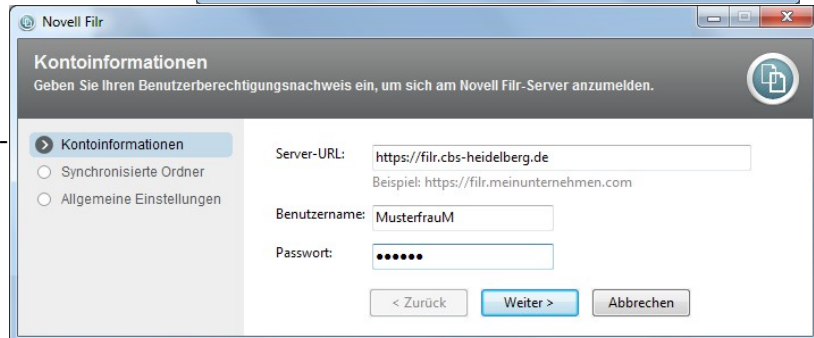 Novell Filr
Kontoinformationen
Geben Sie Ihren Benutzerberechtigungsnachweis ein, um sich am Novell Filr-Server anzumelden.
Kontoinformationen
Synchronisierte Ordner
Allgemeine Einstellungen
Server-URL: https://filr.cbs-heidelberg.de
Beispiel: https://filr.meinunternehmen.com
Benutzername: MusterfrauM
Passwort: ●●●●●●
< Zurück Weiter > Abbrechen